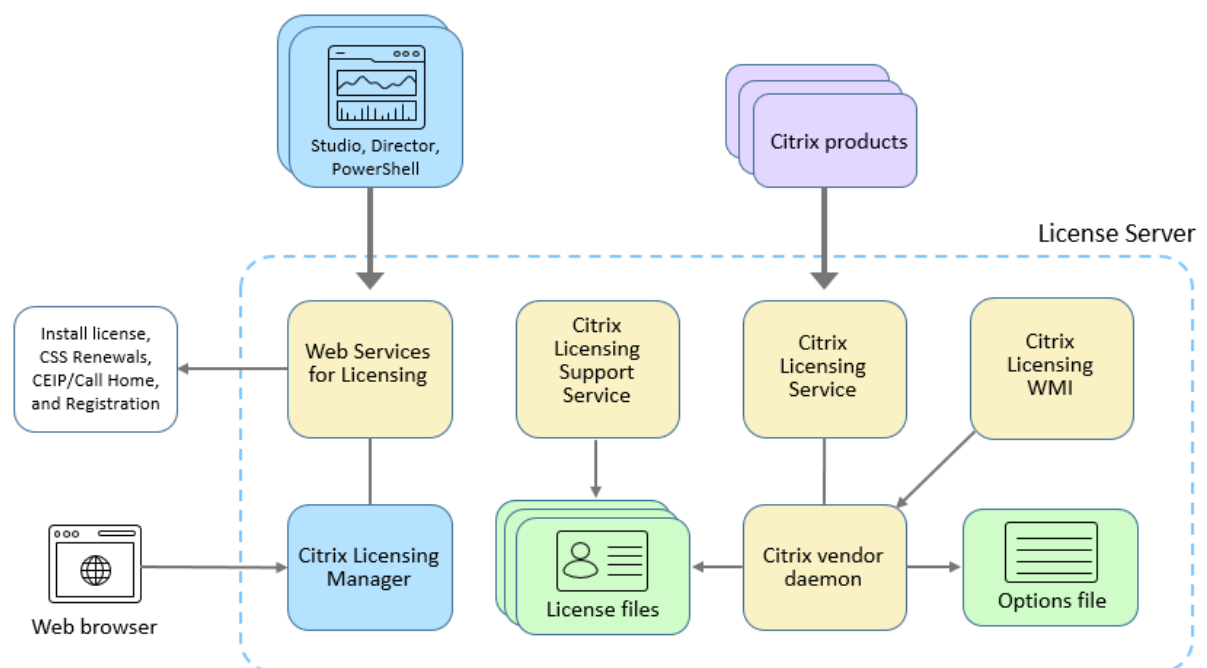 Studio, Director,
PowerShell
Citrix products
License Server
Install license,
CSS Renewals,
CEIP/Call Home,
and Registration
Web Services
for Licensing
Citrix
Licensing
Support
Service
Citrix
Licensing
Service
Citrix
Licensing
WMI
Web browser
Citrix Licensing
Manager
License files
Citrix vendor
daemon
Options file